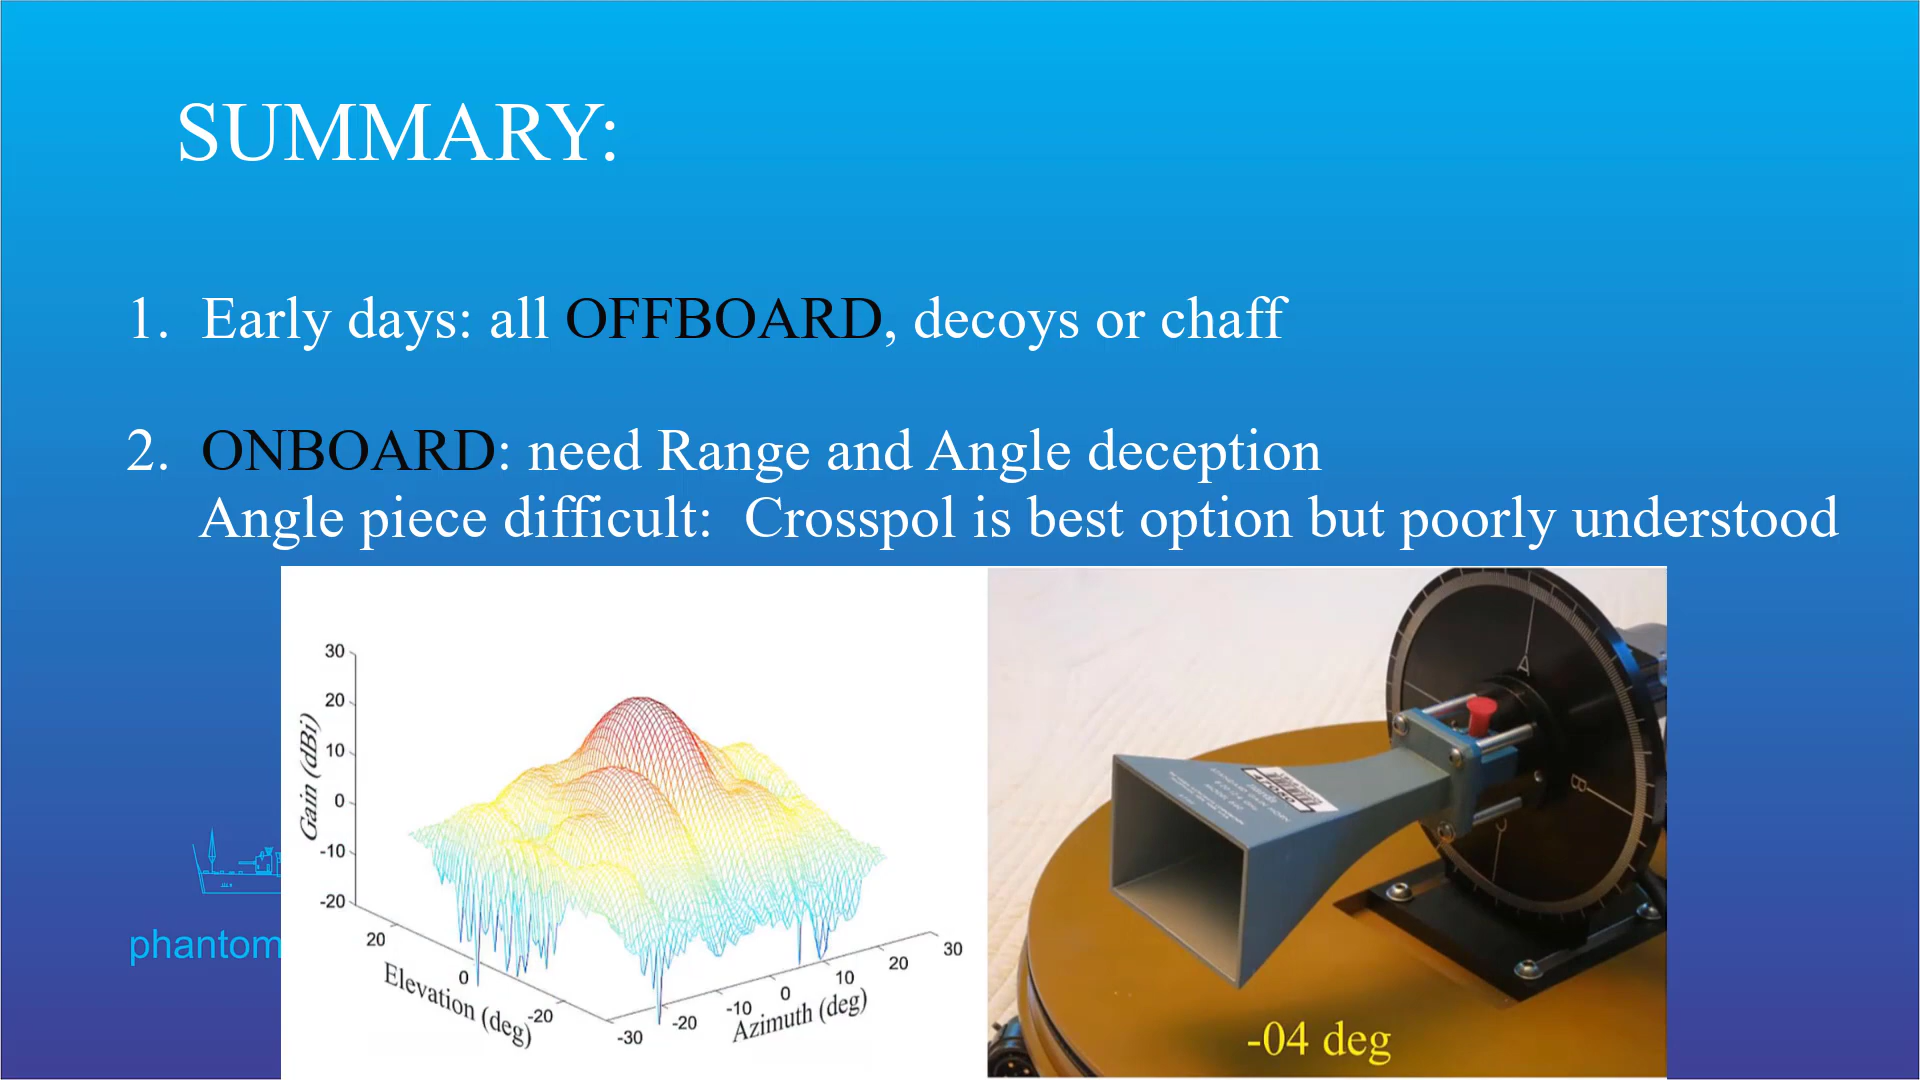 SUMMARY:
1. Early days: all OFFBOARD, decoys or chaff
2. ONBOARD: need Range and Angle deception
Angle piece difficult: Crosspol is best option but poorly understood
30
20
10
0
-10
-20
Gain (dBi)
20
0
-20
Elevation (deg)
-30
-20
-10
0
10
20
30
Azimuth (deg)
A
B
C
-04 deg
phantom